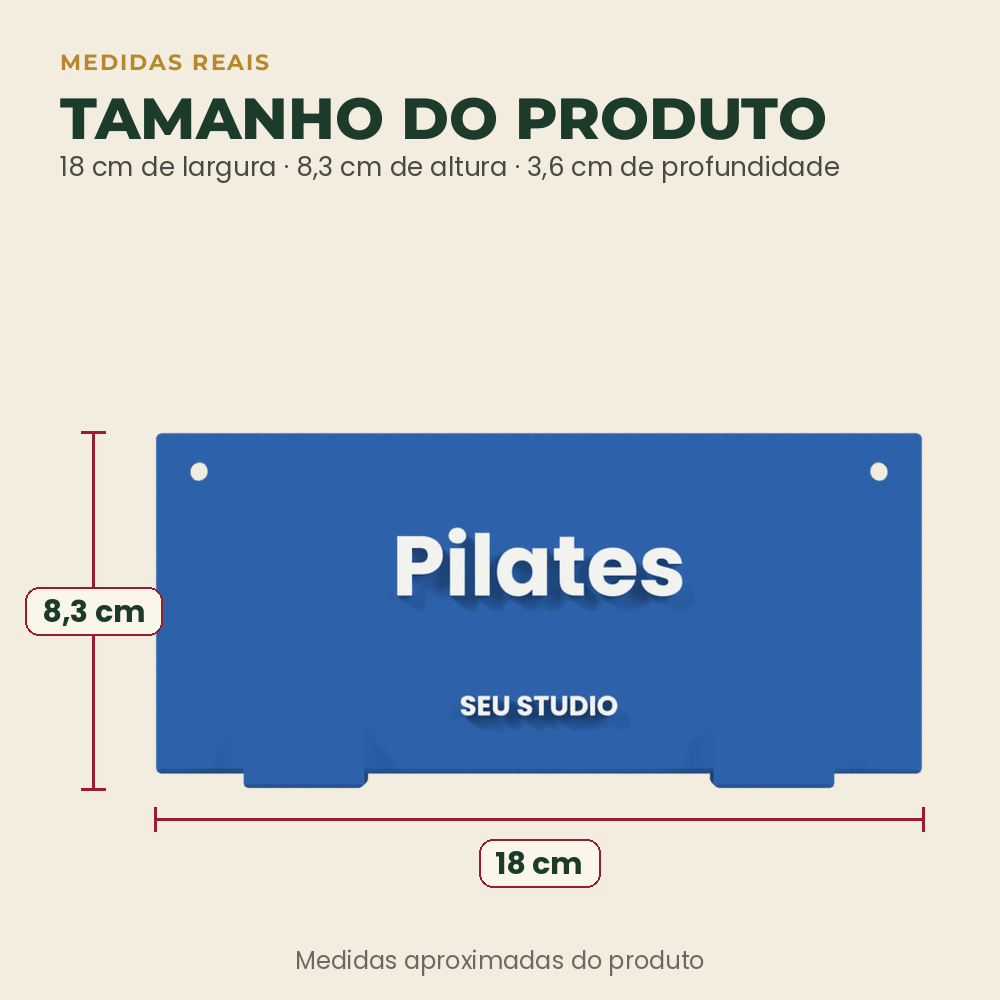 MEDIDAS REAIS
TAMANHO DO PRODUTO
18 cm de largura · 8,3 cm de altura · 3,6 cm de profundidade
Pilates
8,3 cm
SEU STUDIO
18 cm
Medidas aproximadas do produto